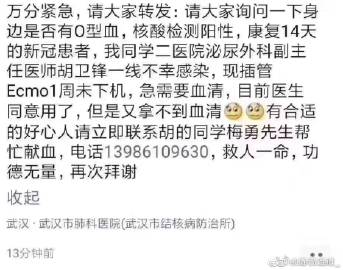 万分紧急，请大家转发：请大家询问一下身
边是否有O型血，核酸检测阳性，康复14天
的新冠患者，我同学二医院泌尿外科副主
任医师胡卫锋一线不幸感染，现插管
Ecmo1周未下机，急需要血清，目前医生
同意用了，但是又拿不到血清 有合适
的好心人请立即联系胡的同学梅勇先生帮
忙献血，电话13986109630，救人一命，功
德无量，再次拜谢
收起
武汉·武汉市肺科医院(武汉市结核病防治所)
13分钟前